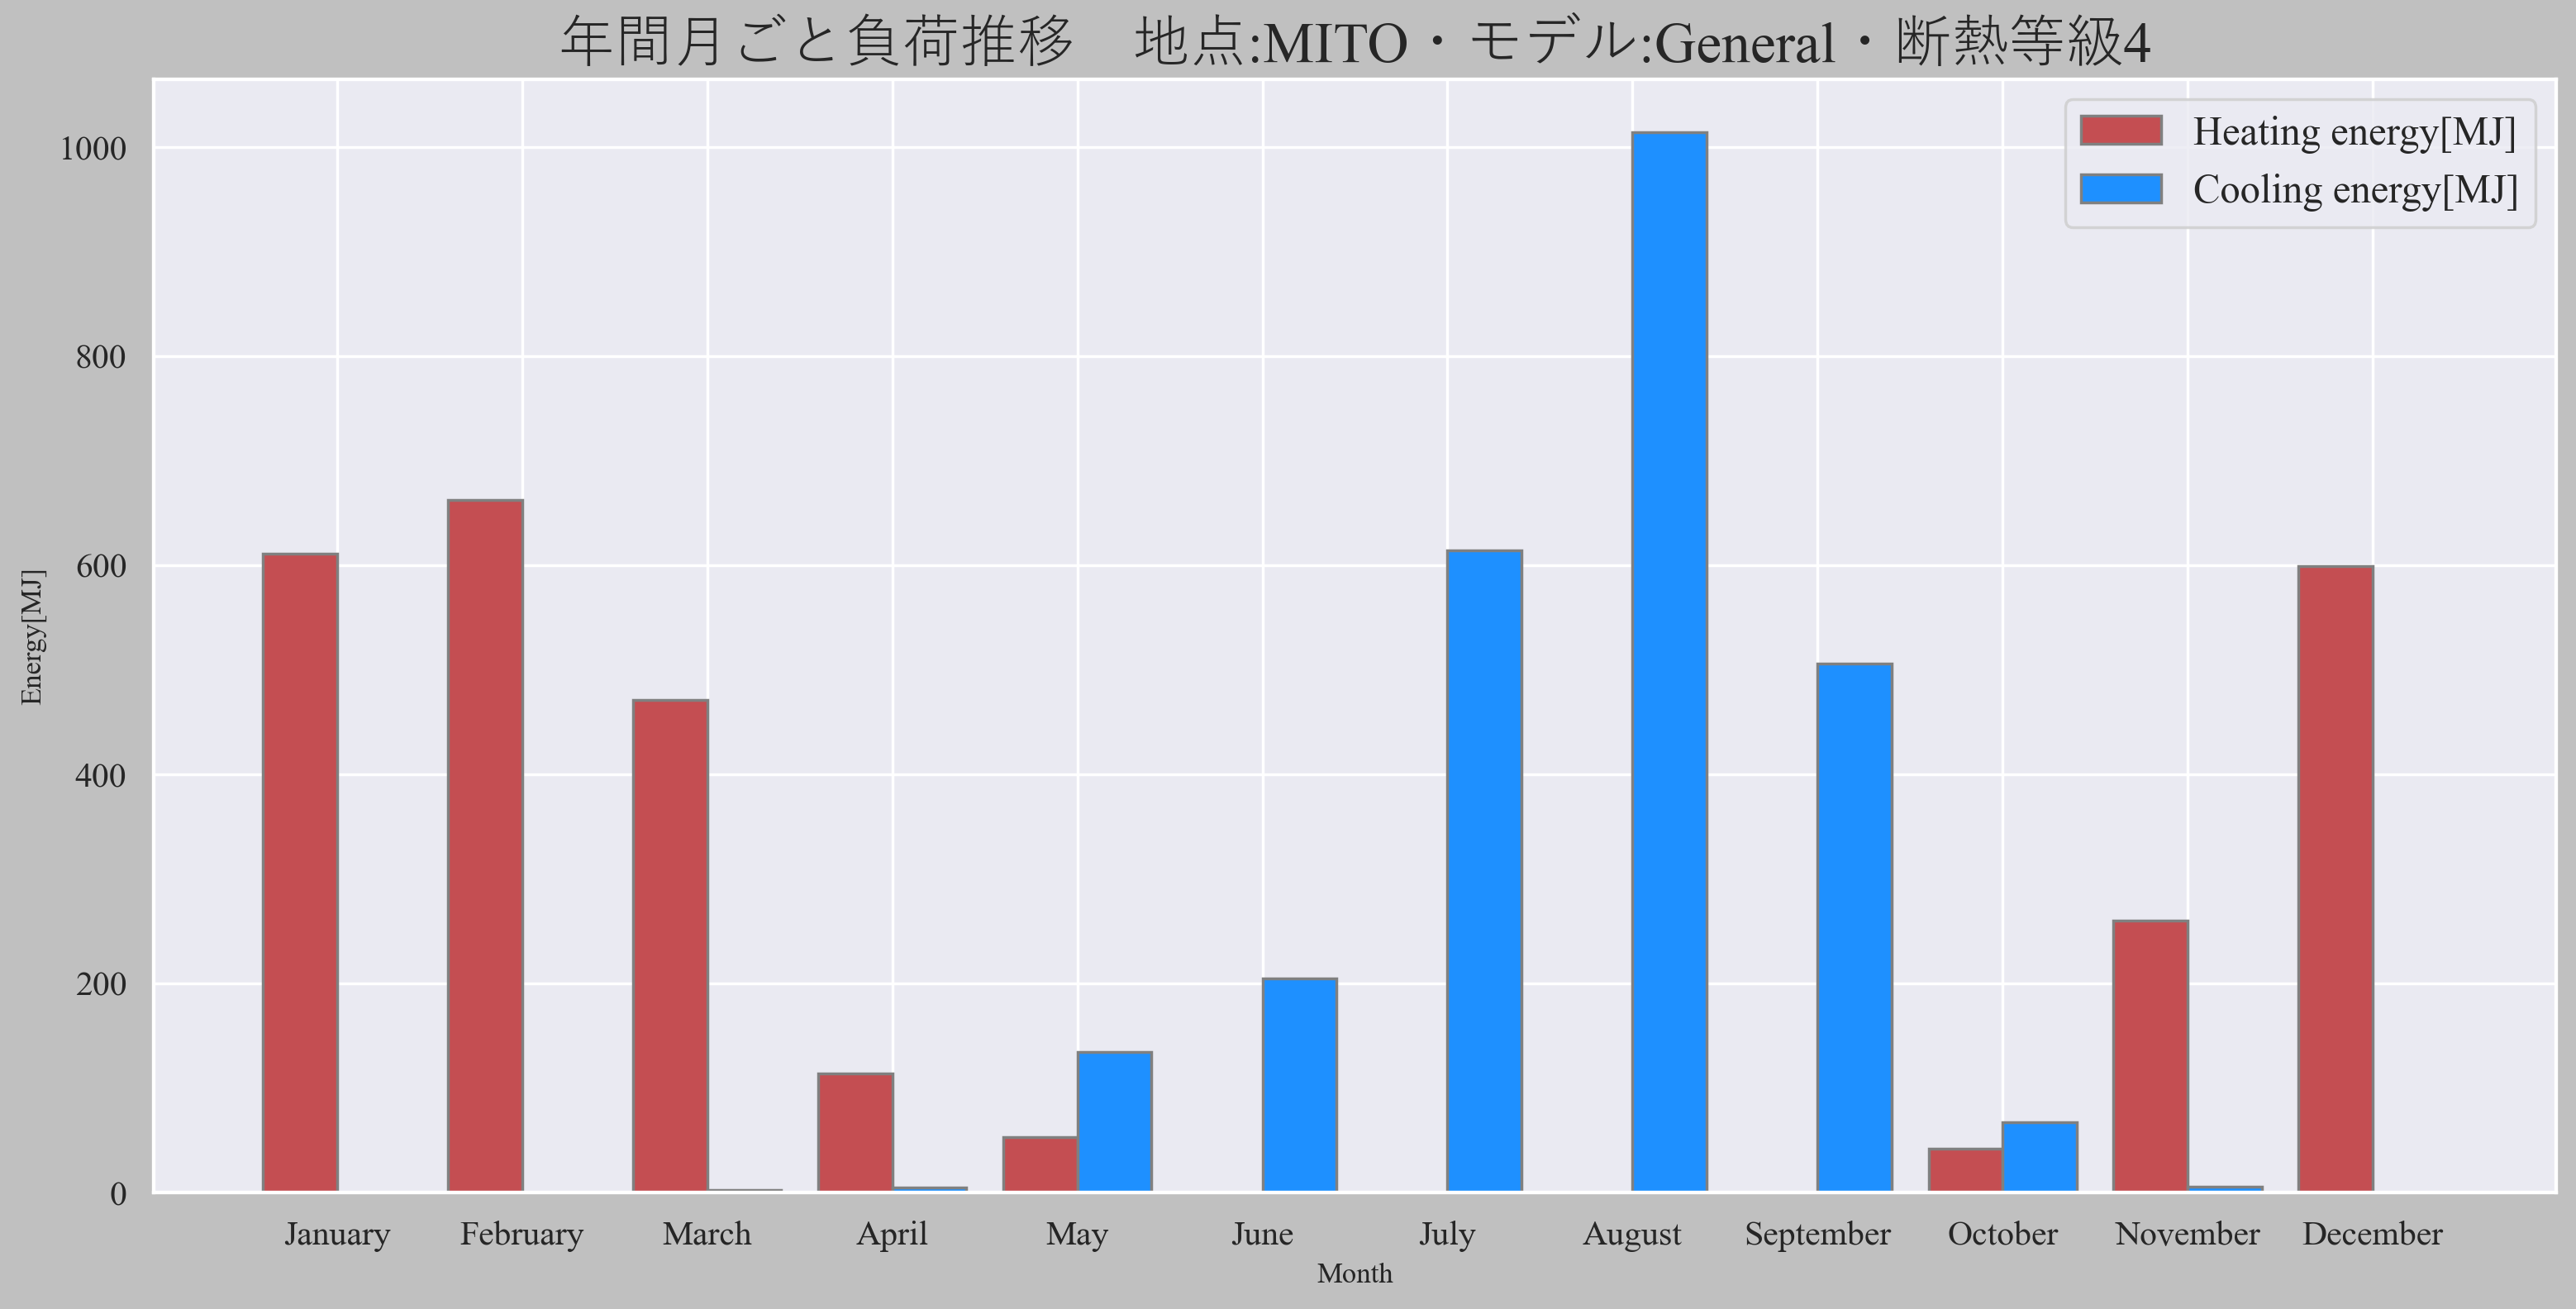 年間月ごと負荷推移　地点:MITO・モデル:General・断熱等級4
Heating energy[MJ]
Cooling energy[MJ]
Energy[MJ]
1000
800
600
400
200
0
January February March April May June July August September October November December
Month